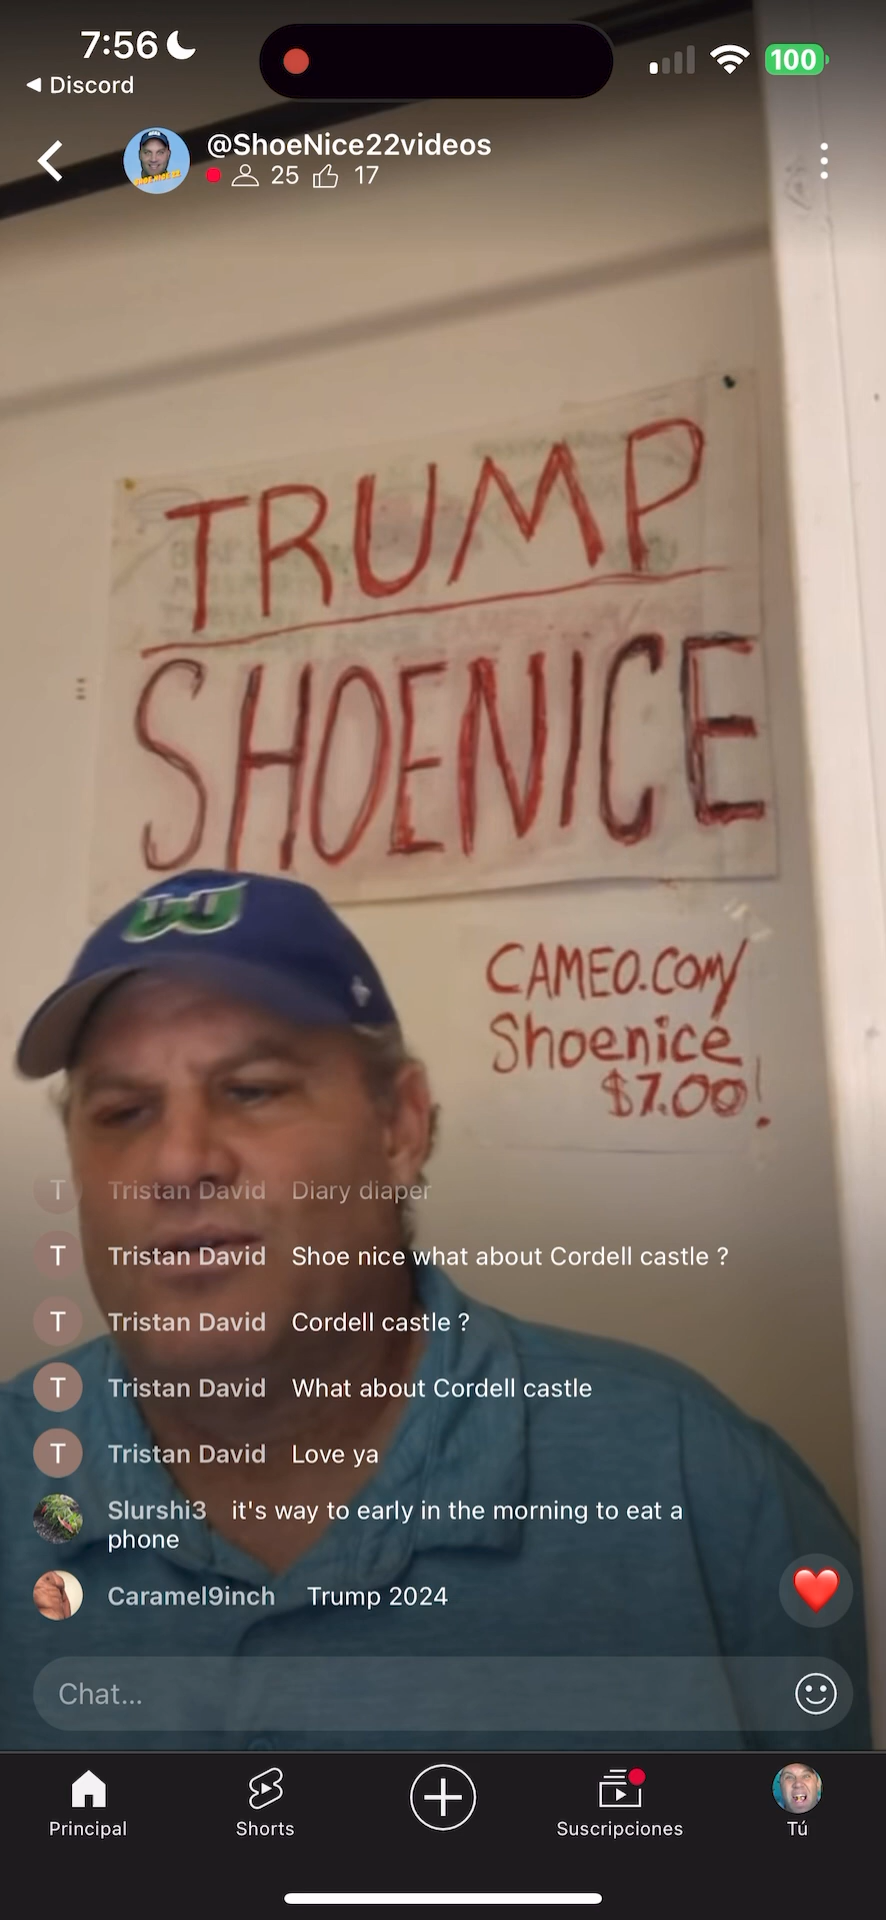 7:56
100
Discord
@ShoeNice22videos
25 17
TRUMP
SHOENICE
CAMEO.COM/
Shoenice
$7.00!
T Tristan David Diary diaper
T Tristan David Shoe nice what about Cordell castle ?
T Tristan David Cordell castle ?
T Tristan David What about Cordell castle
T Tristan David Love ya
Slurshi3 it's way to early in the morning to eat a
phone
Caramel9inch Trump 2024
Chat...
Principal Shorts Suscripciones Tú